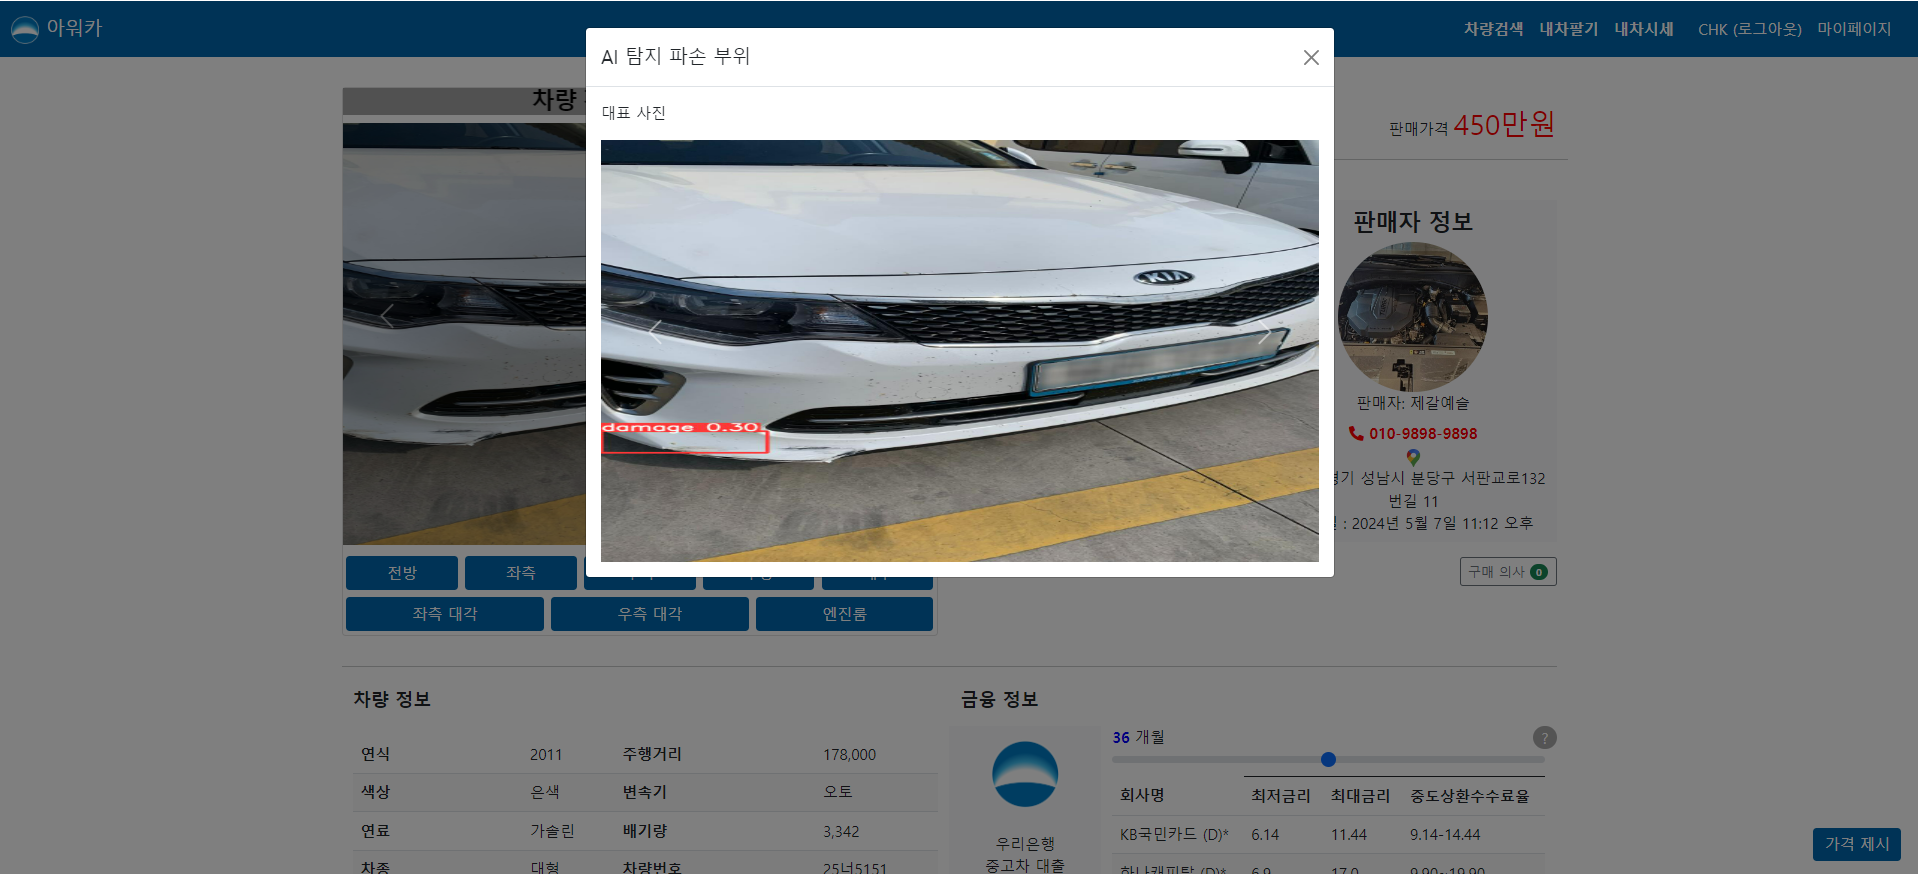 아워카
차량검색 내차팔기 내차시세 CHK (로그아웃) 마이페이지
AI 탐지 파손 부위
대표 사진
차량
판매가격 450만원
KIA
damage 0.30
판매자 정보
판매자: 제갈예슬
010-9898-9898
성남시 분당구 서판교로132
번길 11
: 2024년 5월 7일 11:12 오후
구매 의사 0
전방 좌측
좌측 대각 우측 대각 엔진룸
차량 정보
연식 2011 주행거리 178,000
색상 은색 변속기 오토
연료 가솔린 배기량 3,342
차종 대형 차량번호 25너5151
금융 정보
우리은행
중고차 대출
36 개월
?
회사명 최저금리 최대금리 중도상환수수료율
KB국민카드 (D)* 6.14 11.44 9.14-14.44
하나캐피탈 (D)* 6.9 17.0 9.90~19.90
가격 제시